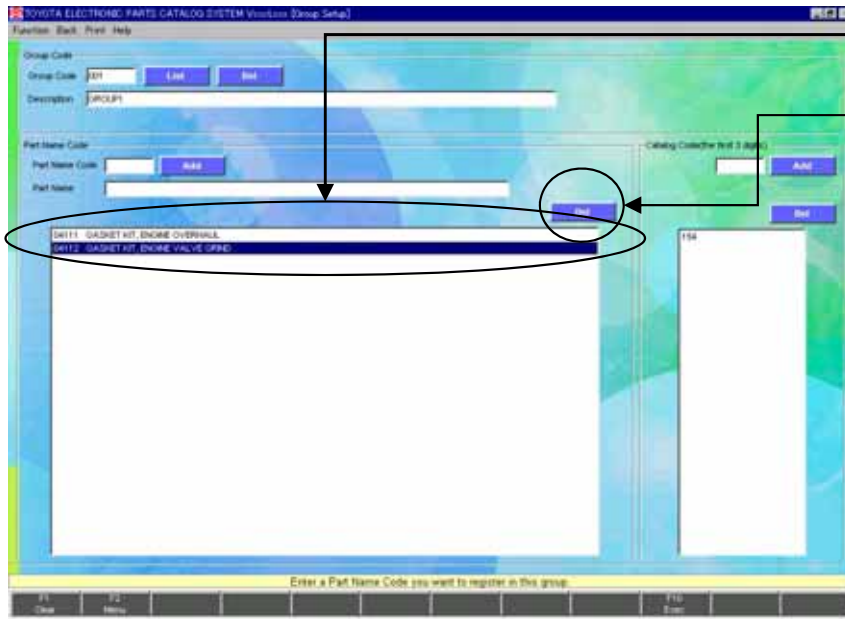 TOYOTA ELECTRONIC PARTS CATALOG SYSTEM [Group Setup]
Function Back Print Help
Group Code
Group Code 001 List Del
Description GROUP1
Part Name Code
Catalog Code(the first 3 digits)
Part Name Code Add
Add
Part Name
Del
Del
04111 GASKET KIT, ENGINE OVERHAUL
154
04112 GASKET KIT, ENGINE VALVE GRIND
Enter a Part Name Code you want to register in this group.
F1 F2 F10
Clear Menu Exec